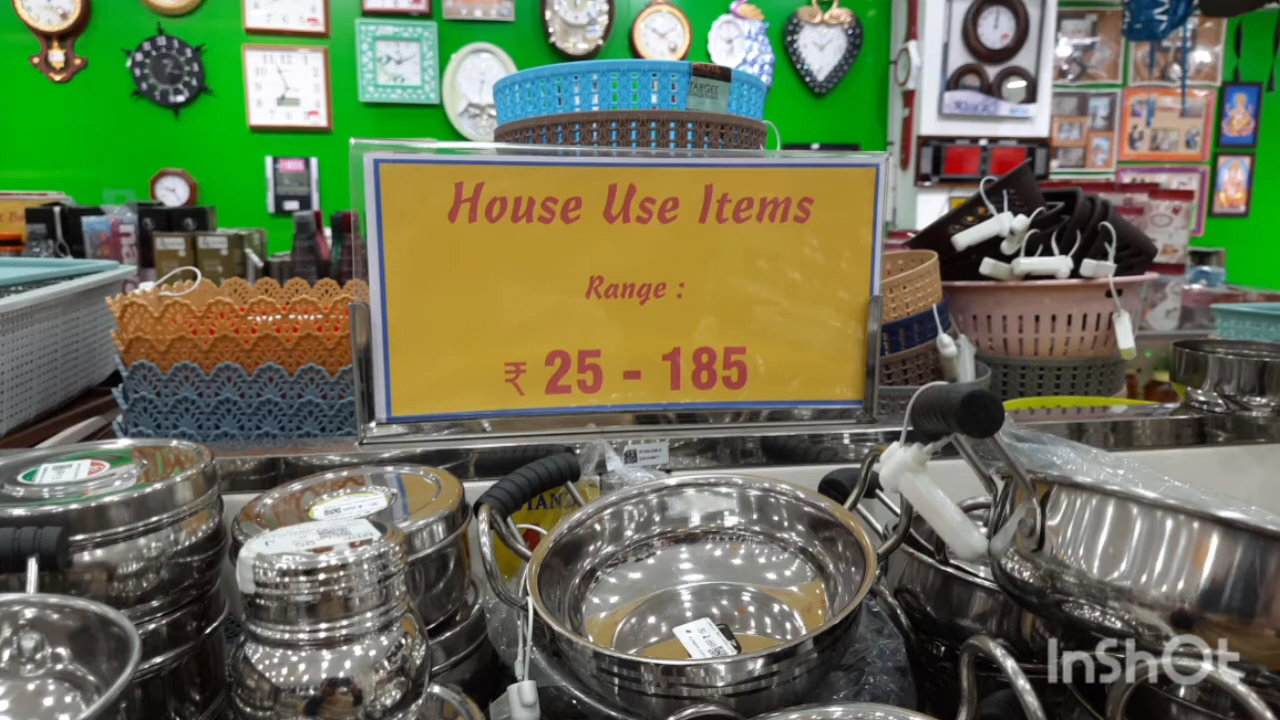 TARGET
House Use Items
Range :
₹ 25 - 185
InShOt